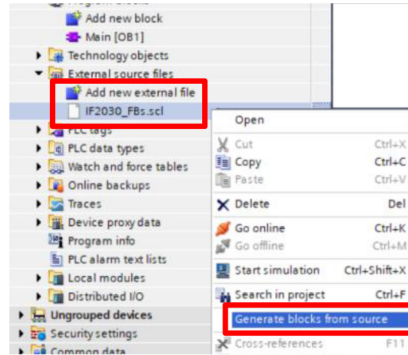 Add new block
Main [OB1]
Technology objects
External source files
Add new external file
IF2030_FBs.scl
PLC tags
PLC data types
Watch and force tables
Online backups
Traces
Device proxy data
Program info
PLC alarm text lists
Local modules
Distributed I/O
Ungrouped devices
Security settings
Common data
Open
Cut Ctrl+X
Copy Ctrl+C
Paste Ctrl+V
Delete Del
Go online Ctrl+K
Go offline Ctrl+M
Start simulation Ctrl+Shift+X
Search in project Ctrl+F
Generate blocks from source
Cross-references F11